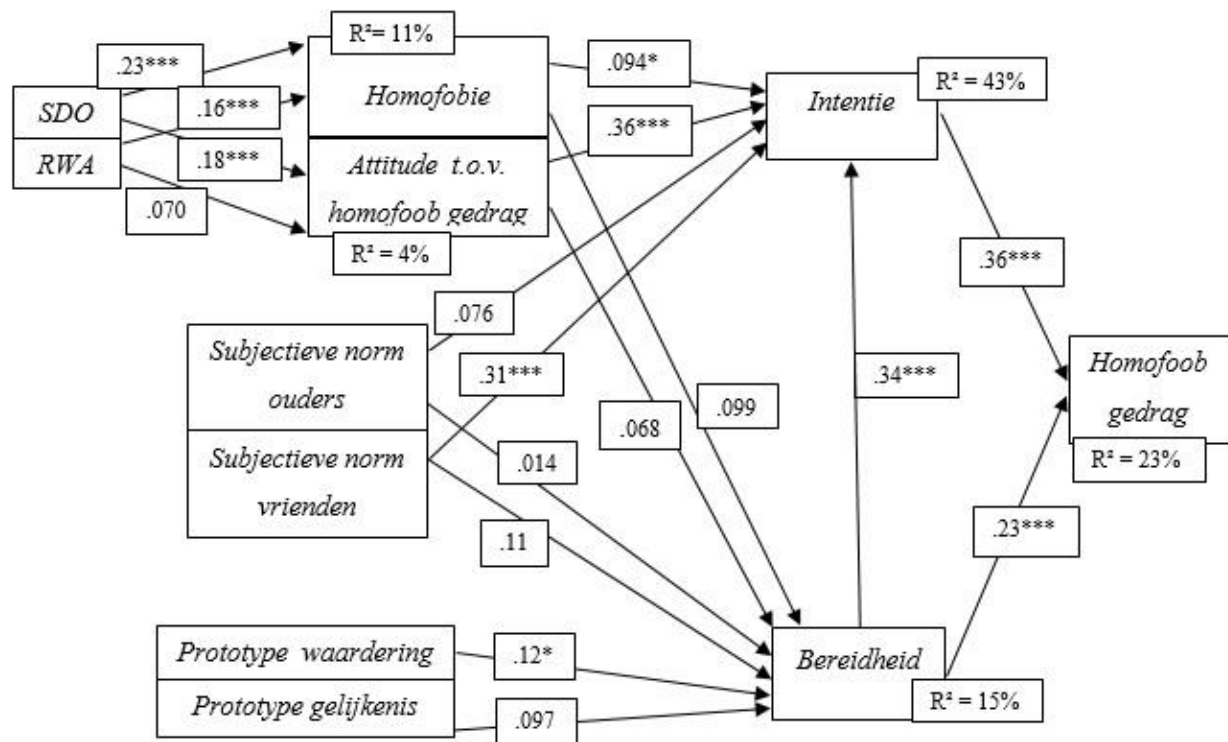 R²= 11%
.23***
.094*
R² = 43%
Homofobie
Intentie
SDO
.16***
.36***
RWA
.18***
Attitude t.o.v.
homofoob gedrag
.070
R² = 4%
.36***
.076
Subjectieve norm
ouders
.31***
.34***
Homofoob
gedrag
.099
.068
R² = 23%
Subjectieve norm
vrienden
.014
.11
.23***
Prototype waardering
.12*
Bereidheid
Prototype gelijkenis
.097
R² = 15%